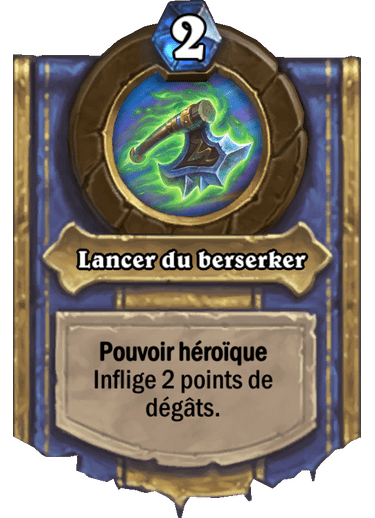 2
Lancer du berserker
Pouvoir héroïque
Inflige 2 points de
dégâts.